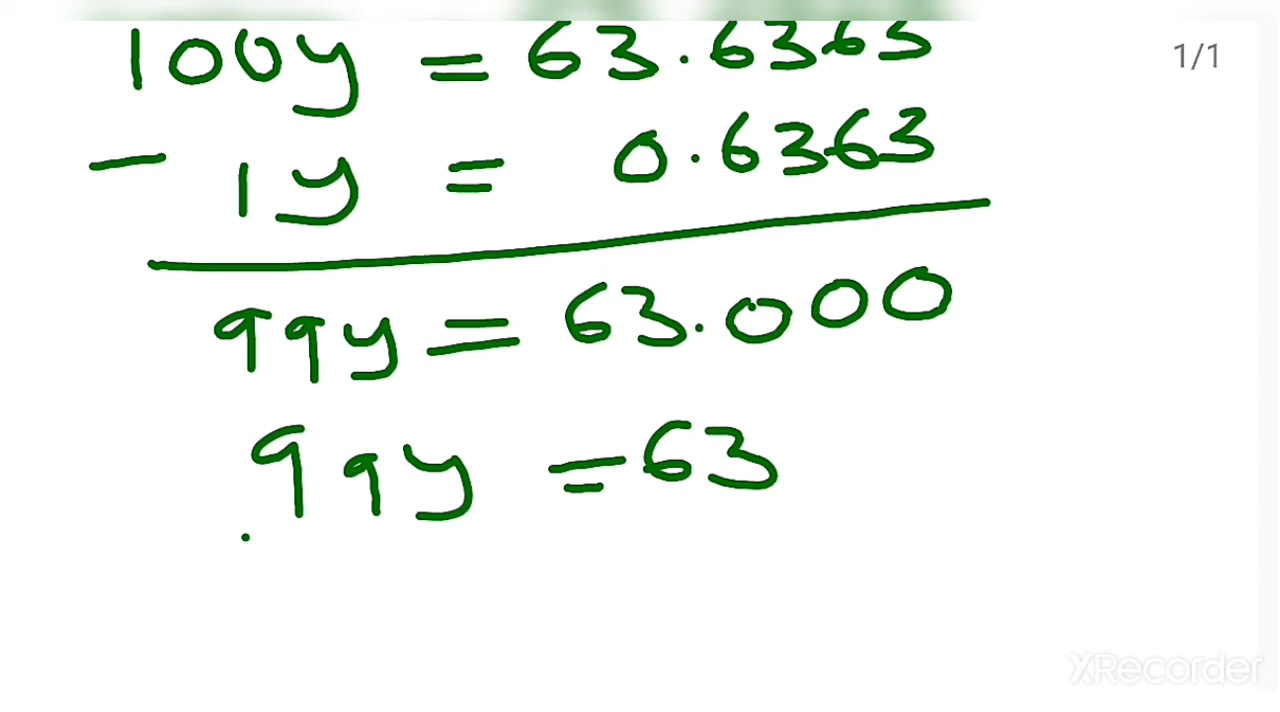 100y = 63.6363
1/1
- 1y = 0.6363
99y = 63.000
99y = 63
XRecorder